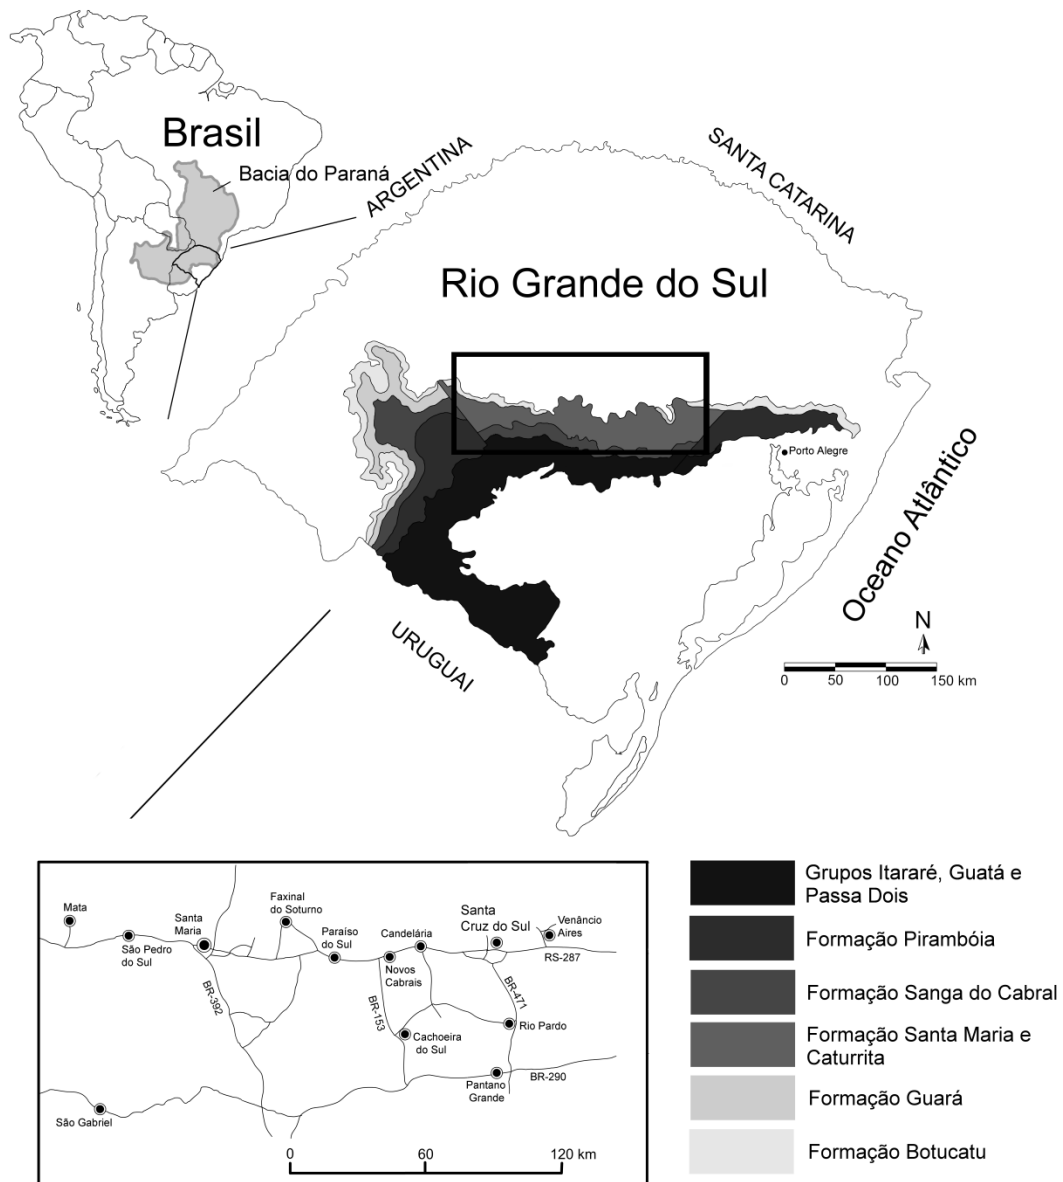 Brasil
Bacia do Paraná
ARGENTINA
SANTA CATARINA
Rio Grande do Sul
Porto Alegre
Oceano Atlântico
URUGUAI
N
0 50 100 150 km
Mata
São Pedro
do Sul
Santa
Maria
Faxinal
do Soturno
Paraíso
do Sul
Candelária
Novos
Cabrais
Santa
Cruz do Sul
Venâncio
Aires
RS-287
BR-392
BR-153
BR-471
Cachoeira
do Sul
Rio Pardo
Pantano
Grande
BR-290
São Gabriel
0 60 120 km
Grupos Itararé, Guatá e
Passa Dois
Formação Pirambóia
Formação Sanga do Cabral
Formação Santa Maria e
Caturrita
Formação Guará
Formação Botucatu